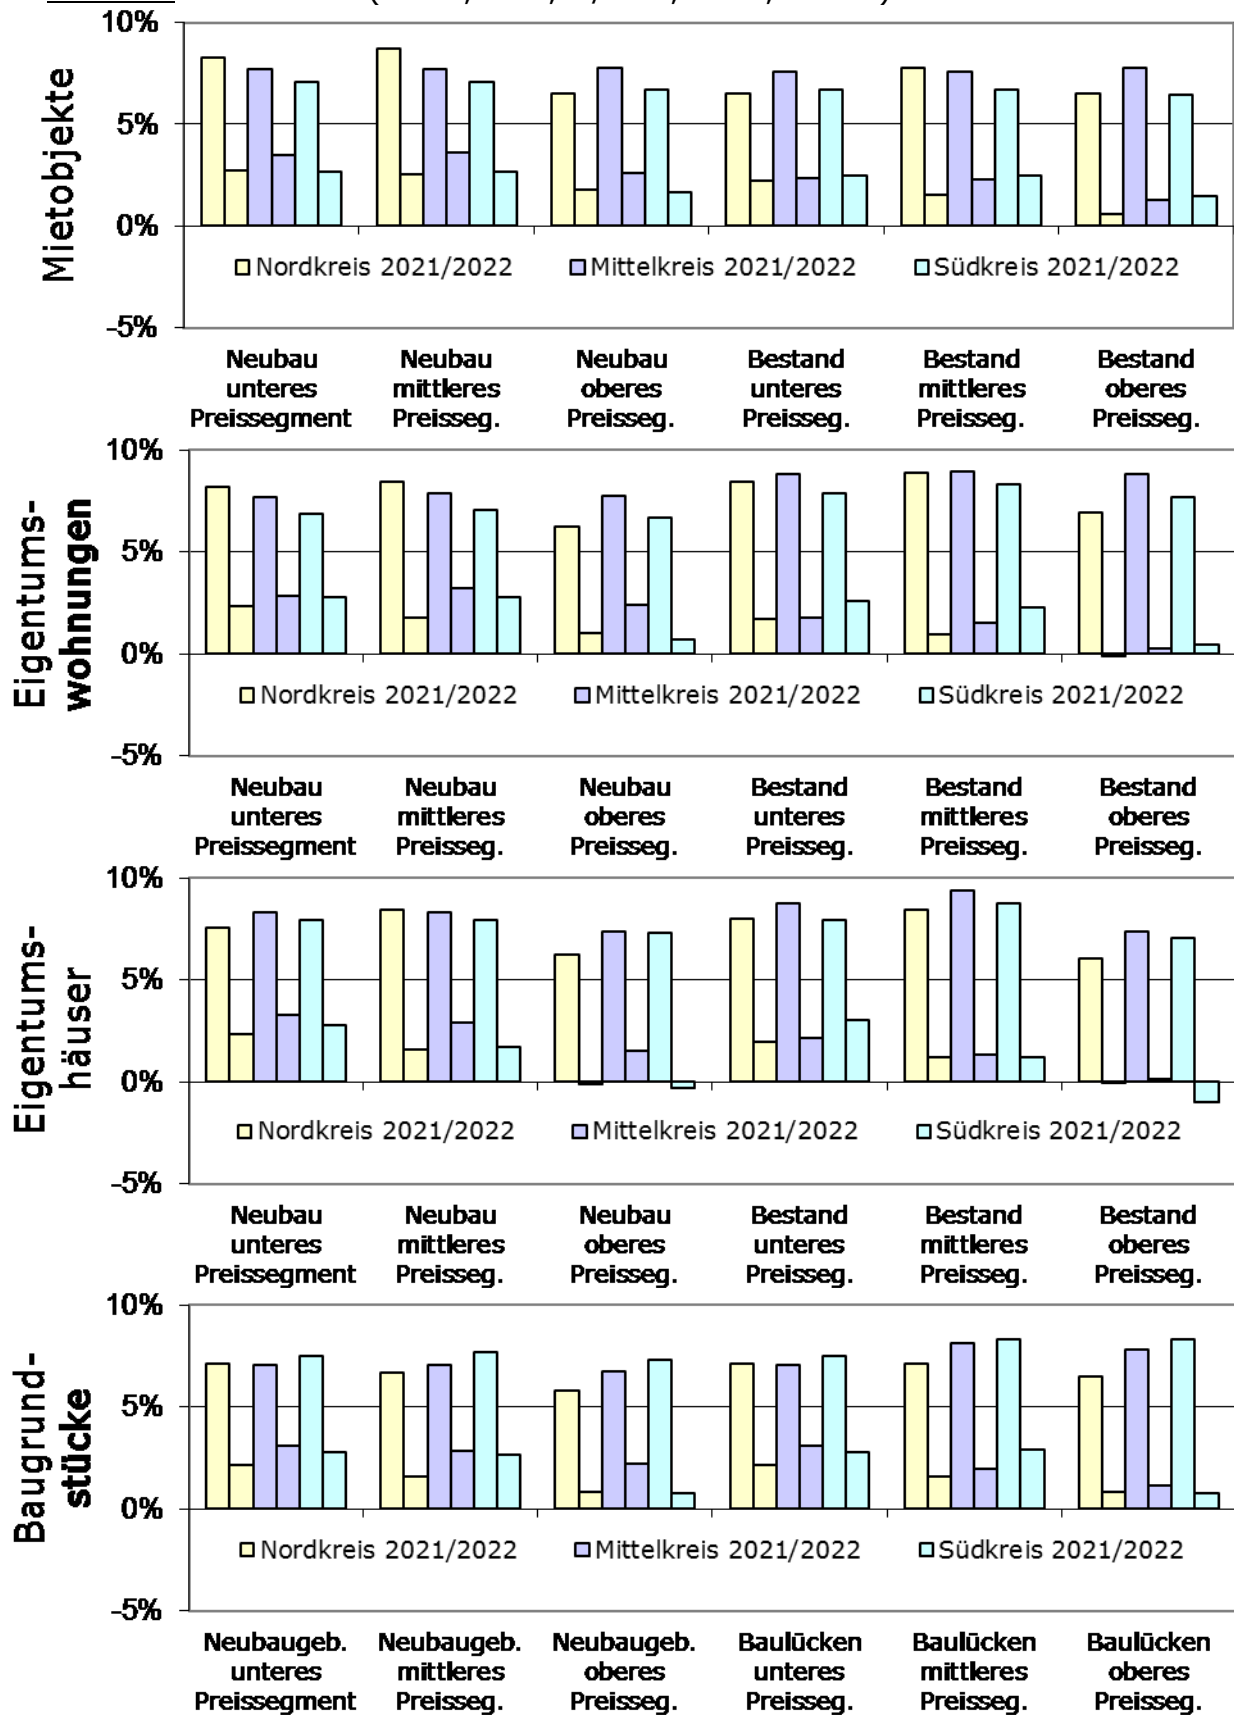 10%
5%
0%
-5%
Mietobjekte
Nordkreis 2021/2022 Mittelkreis 2021/2022 Südkreis 2021/2022
Neubau unteres Preissegment
Neubau mittleres Preisseg.
Neubau oberes Preisseg.
Bestand unteres Preisseg.
Bestand mittleres Preisseg.
Bestand oberes Preisseg.
10%
5%
0%
-5%
Eigentums-
wohnungen
Nordkreis 2021/2022 Mittelkreis 2021/2022 Südkreis 2021/2022
Neubau unteres Preissegment
Neubau mittleres Preisseg.
Neubau oberes Preisseg.
Bestand unteres Preisseg.
Bestand mittleres Preisseg.
Bestand oberes Preisseg.
10%
5%
0%
-5%
Eigentums-
häuser
Nordkreis 2021/2022 Mittelkreis 2021/2022 Südkreis 2021/2022
Neubau unteres Preissegment
Neubau mittleres Preisseg.
Neubau oberes Preisseg.
Bestand unteres Preisseg.
Bestand mittleres Preisseg.
Bestand oberes Preisseg.
10%
5%
0%
-5%
Baugrund-
stücke
Nordkreis 2021/2022 Mittelkreis 2021/2022 Südkreis 2021/2022
Neubaugeb. unteres Preissegment
Neubaugeb. mittleres Preisseg.
Neubaugeb. oberes Preisseg.
Baulücken unteres Preisseg.
Baulücken mittleres Preisseg.
Baulücken oberes Preisseg.